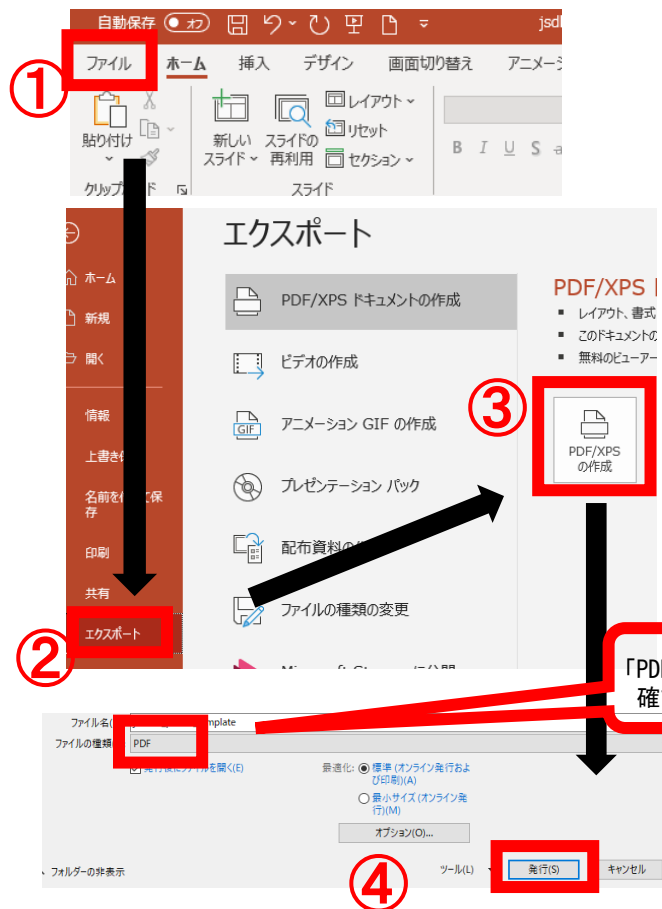 自動保存 オフ jsd
ファイル ホーム 挿入 デザイン 画面切り替え アニメーシ
①
貼り付け 新しい スライド スライドの 再利用 レイアウト
リセット
セクション
B I U S
クリップ ド スライド
エクスポート
ホーム
新規
開く
情報
上書き
名前を 保
存
印刷
共有
エクスポート
②
PDF/XPS ドキュメントの作成
ビデオの作成
GIF
アニメーション GIF の作成
プレゼンテーション パック
配布資料の
ファイルの種類の変更
PDF/XPS
レイアウト、書式
このドキュメントの
無料のビューアー
③
PDF/XPS
の作成
「PD
確
ファイル名( mplate
ファイルの種類 PDF
を開く(E)
最適化: 標準 (オンライン発行およ
び印刷)(A)
最小サイズ (オンライン発
行)(M)
オプション(O)...
④
フォルダーの非表示 ツール(L) 発行(S) キャンセル